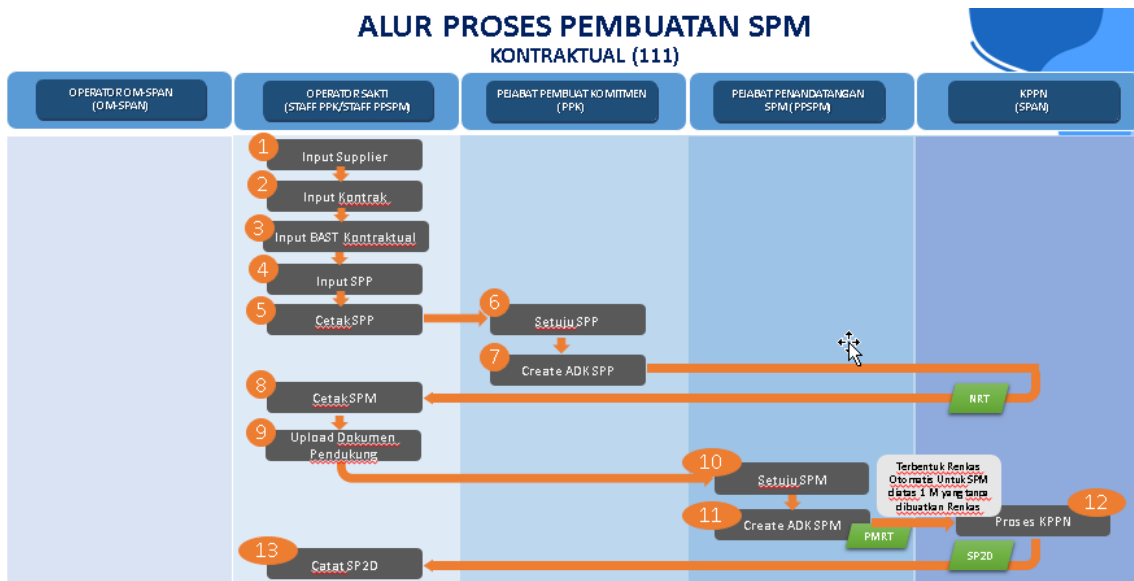 ALUR PROSES PEMBUATAN SPM
KONTRAKTUAL (111)
OPERATOR OM-SPAN
(OM-SPAN)
OPERATOR SAKTI
(STAFF PPK/STAFF PPSPM)
PEJABAT PEMBUAT KOMITMEN
(PPK)
PEJABAT PENANDATANGAN
SPM (PPSPM)
KPPN
(SPAN)
1
Input Supplier
2
Input Kontrak
3
Input BAST Kontraktual
4
Input SPP
5
Cetak SPP
6
Setuju SPP
7
Create ADK SPP
8
Cetak SPM
NRT
9
Upload Dokumen
Pendukung
10
Setuju SPM
11
Create ADK SPM
PMRT
Terbentuk Renkas
Otomatis Untuk SPM
diatas 1 M yang tanpa
dibuatkan Renkas
12
Proses KPPN
SP2D
13
Catat SP2D